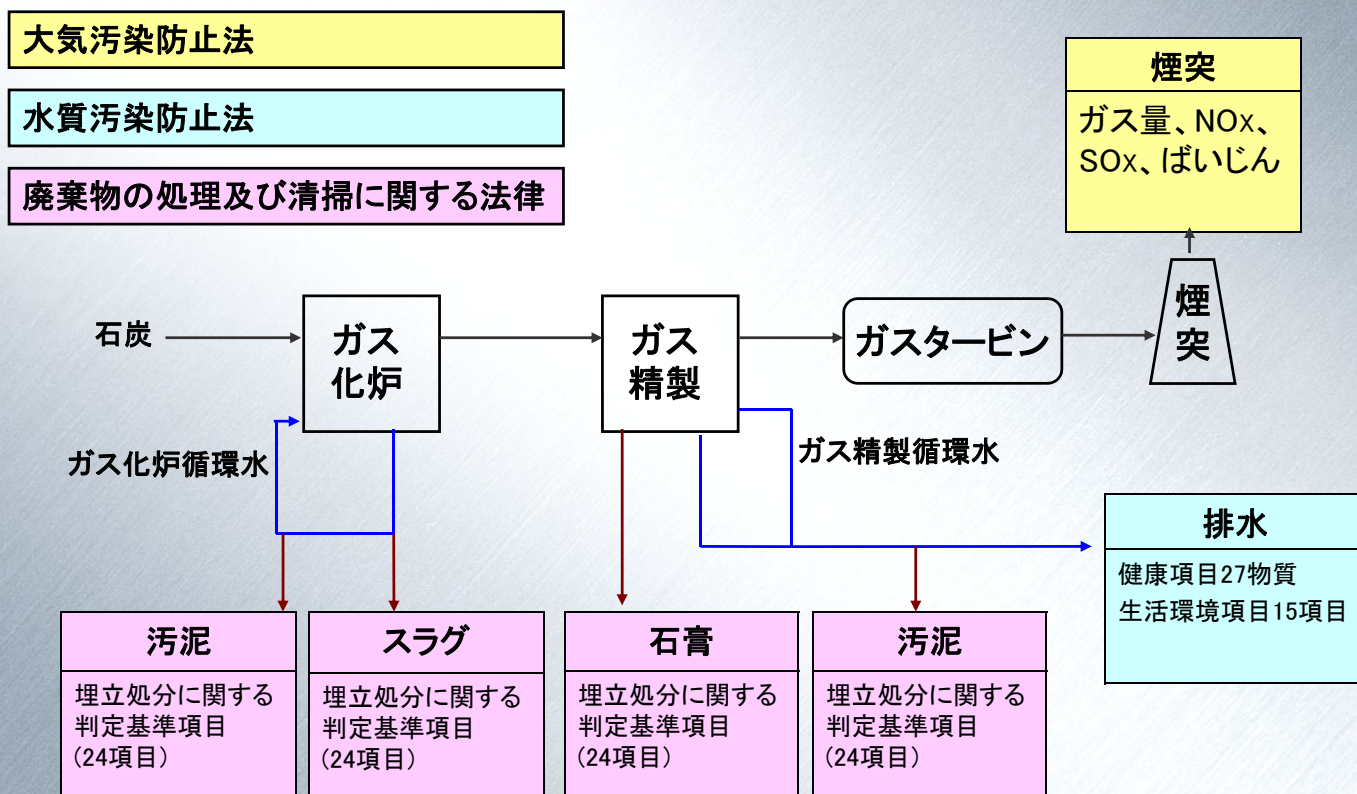 大気汚染防止法
水質汚染防止法
廃棄物の処理及び清掃に関する法律
煙突
ガス量、NOx、
SOx、ばいじん
石炭
ガス
化炉
ガス
精製
ガスタービン
煙
突
ガス化炉循環水
ガス精製循環水
排水
健康項目27物質
生活環境項目15項目
汚泥
埋立処分に関する
判定基準項目
(24項目)
スラグ
埋立処分に関する
判定基準項目
(24項目)
石膏
埋立処分に関する
判定基準項目
(24項目)
汚泥
埋立処分に関する
判定基準項目
(24項目)